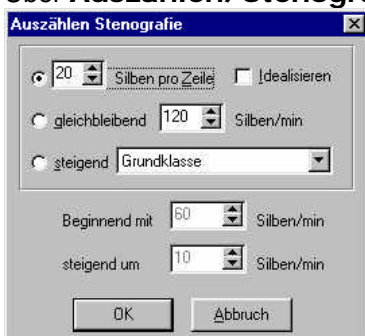 Auszählen Stenografie
20 Silben pro Zeile Idealisieren
gleichbleibend 120 Silben/min
steigend Grundklasse
Beginnend mit 60 Silben/min
steigend um 10 Silben/min
OK Abbruch